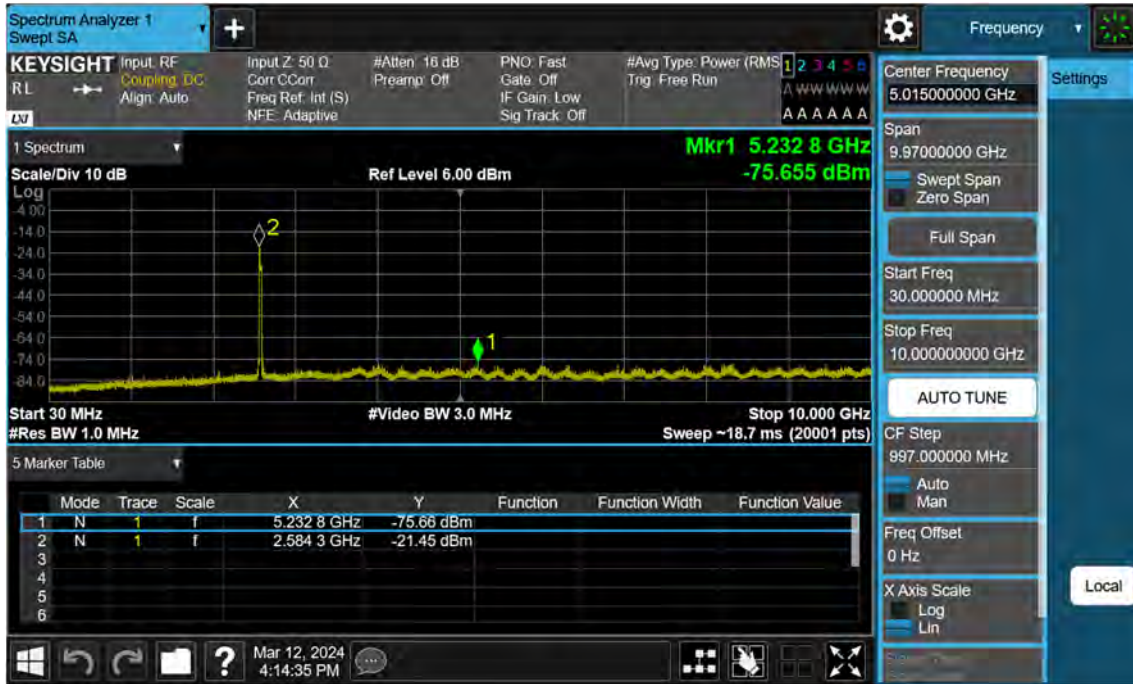 Spectrum Analyzer 1
Swept SA
+
Frequency
KEYSIGHT
RL
LXI
Input: RF
Coupling: DC
Align: Auto
Input Z: 50 Ω
Corr CCorr
Freq Ref: Int (S)
NFE: Adaptive
#Atten: 16 dB
Preamp: Off
PNO: Fast
Gate: Off
IF Gain: Low
Sig Track: Off
#Avg Type: Power (RMS
Trig: Free Run
1 2 3 4 5 6
A W W W W W
A A A A A A
1 Spectrum
Scale/Div 10 dB
Ref Level 6.00 dBm
Mkr1 5.232 8 GHz
-75.655 dBm
Log
-4.00
-14.0
-24.0
-34.0
-44.0
-54.0
-64.0
-74.0
-84.0
2
1
Start 30 MHz
#Video BW 3.0 MHz
Stop 10.000 GHz
#Res BW 1.0 MHz
Sweep ~18.7 ms (20001 pts)
5 Marker Table
Mode Trace Scale X Y Function Function Width Function Value
1 N 1 f 5.232 8 GHz -75.66 dBm
2 N 1 f 2.584 3 GHz -21.45 dBm
3
4
5
6
?
Mar 12, 2024
4:14:35 PM
Center Frequency
5.015000000 GHz
Settings
Span
9.97000000 GHz
Swept Span
Zero Span
Full Span
Start Freq
30.000000 MHz
Stop Freq
10.000000000 GHz
AUTO TUNE
CF Step
997.000000 MHz
Auto
Man
Freq Offset
0 Hz
X Axis Scale
Log
Lin
Local